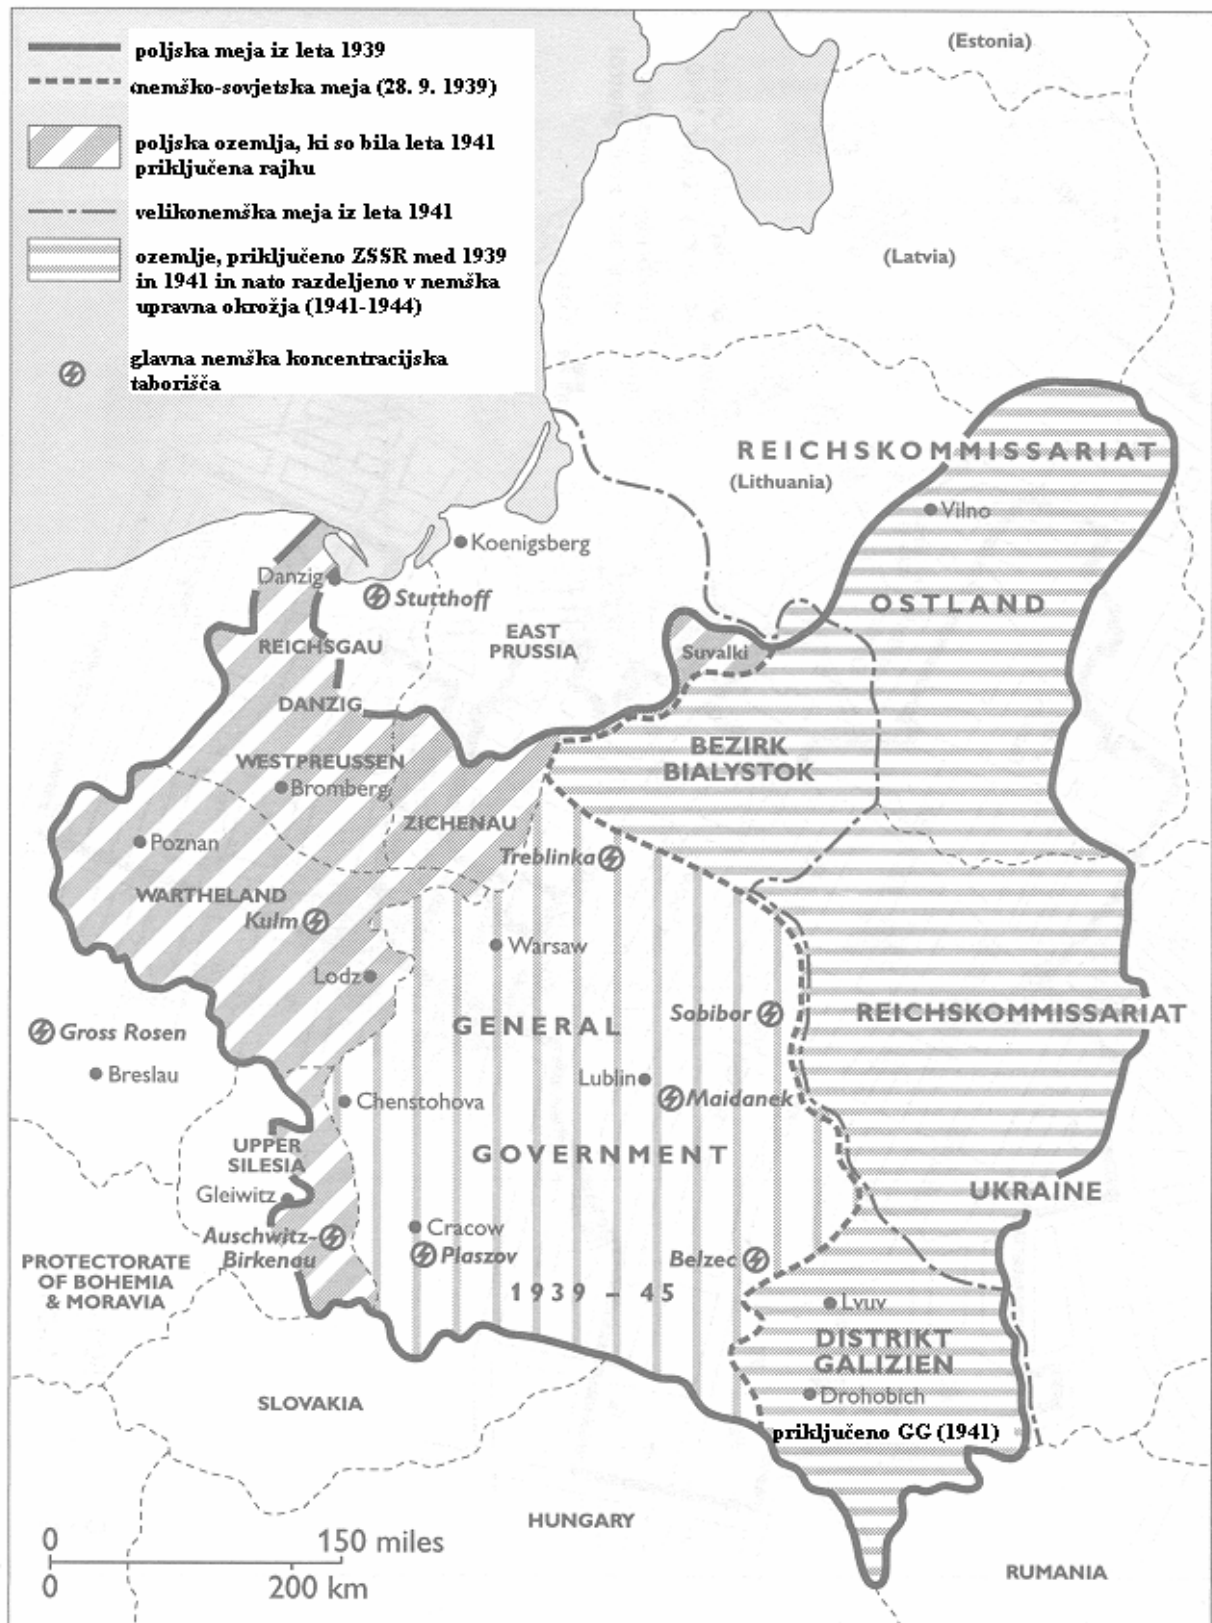 poljska meja iz leta 1939
nemško-sovjetska meja (28. 9. 1939)
poljska ozemlja, ki so bila leta 1941
priključena rajhu
velikonemška meja iz leta 1941
ozemlje, priključeno ZSSR med 1939
in 1941 in nato razdeljeno v nemška
upravna okrožja (1941-1944)
glavna nemška koncentracijska
taborišča
(Estonia)
(Latvia)
REICHSKOMMISSARIAT
(Lithuania)
Vilno
Koenigsberg
Danzig
Stutthoff
OSTLAND
EAST
PRUSSIA
REICHSGAU
Suvalki
DANZIG
BEZIRK
BIALYSTOK
WESTPREUSSEN
Bromberg
ZICHENAU
Poznan
Treblinka
WARTHELAND
Kulm
Warsaw
Lodz
Sobibor
REICHSKOMMISSARIAT
GENERAL
Gross Rosen
Breslau
Lublin
Maidanek
Chenstohova
UPPER
SILESIA
GOVERNMENT
Gleiwitz
UKRAINE
Auschwitz-
Birkenau
Cracow
Plaszov
Belzec
PROTECTORATE
OF BOHEMIA
& MORAVIA
1939 – 45
Lvuv
DISTRIKT
GALIZIEN
Drohobich
SLOVAKIA
priključeno GG (1941)
HUNGARY
0 150 miles
0 200 km
RUMANIA